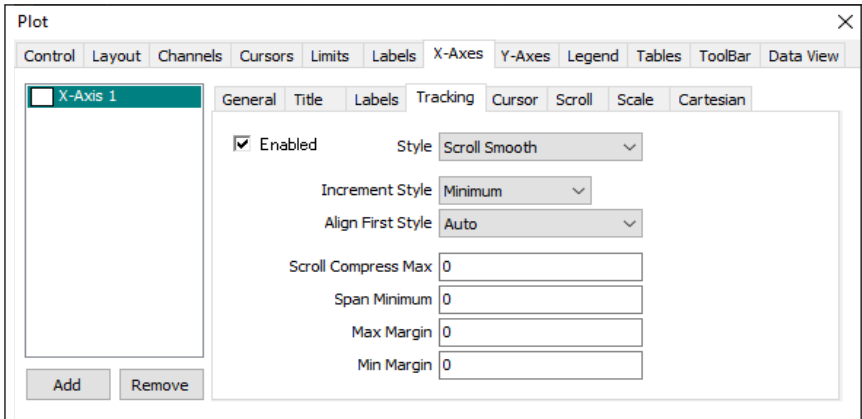 Plot
Control Layout Channels Cursors Limits Labels X-Axes Y-Axes Legend Tables ToolBar Data View
X-Axis 1
General Title Labels Tracking Cursor Scroll Scale Cartesian
Enabled Style Scroll Smooth
Increment Style Minimum
Align First Style Auto
Scroll Compress Max 0
Span Minimum 0
Max Margin 0
Min Margin 0
Add Remove